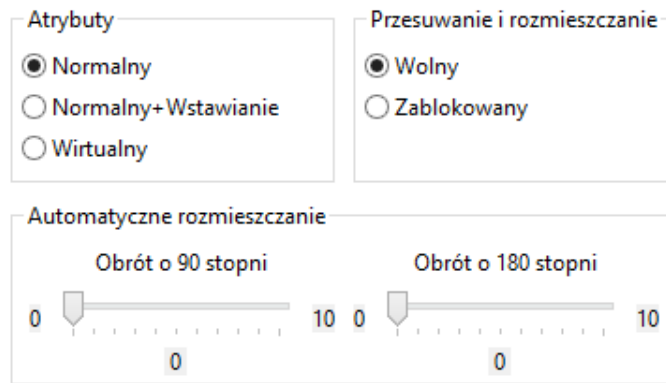 Atrybuty
Normalny
Normalny+Wstawianie
Wirtualny
Przesuwanie i rozmieszczanie
Wolny
Zablokowany
Automatyczne rozmieszczanie
Obrót o 90 stopni
0 10
0
Obrót o 180 stopni
0 10
0